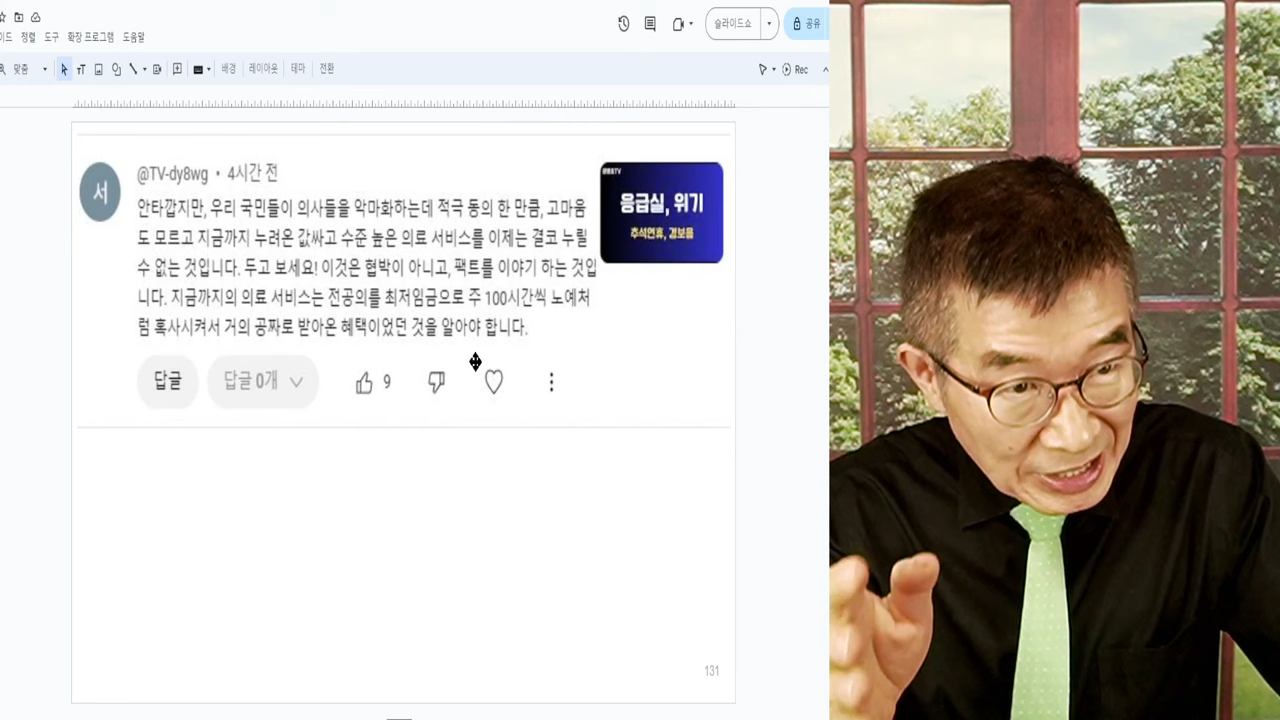 이드 정렬 도구 확장 프로그램 도움말
슬라이드쇼
공유
맞춤
배경 레이아웃 테마 전환
Rec
서
@TV-dy8wg • 4시간 전
안타깝지만, 우리 국민들이 의사들을 악마화하는데 적극 동의 한 만큼, 고마움
도 모르고 지금까지 누려온 값싸고 수준 높은 의료 서비스를 이제는 결코 누릴
수 없는 것입니다. 두고 보세요! 이것은 협박이 아니고, 팩트를 이야기 하는 것입
니다. 지금까지의 의료 서비스는 전공의를 최저임금으로 주 100시간씩 노예처
럼 혹사시켜서 거의 공짜로 받아온 혜택이었던 것을 알아야 합니다.
응급실, 위기
추석연휴, 경보음
답글
답글 0개
9
131